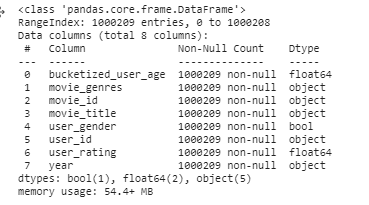 <class 'pandas.core.frame.DataFrame'>
RangeIndex: 1000209 entries, 0 to 1000208
Data columns (total 8 columns):
 #   Column              Non-Null Count    Dtype
---  ------              --------------    -----
 0   bucketized_user_age  1000209 non-null  float64
 1   movie_genres         1000209 non-null  object
 2   movie_id             1000209 non-null  object
 3   movie_title          1000209 non-null  object
 4   user_gender          1000209 non-null  bool
 5   user_id              1000209 non-null  object
 6   user_rating          1000209 non-null  float64
 7   year                 1000209 non-null  object
dtypes: bool(1), float64(2), object(5)
memory usage: 54.4+ MB